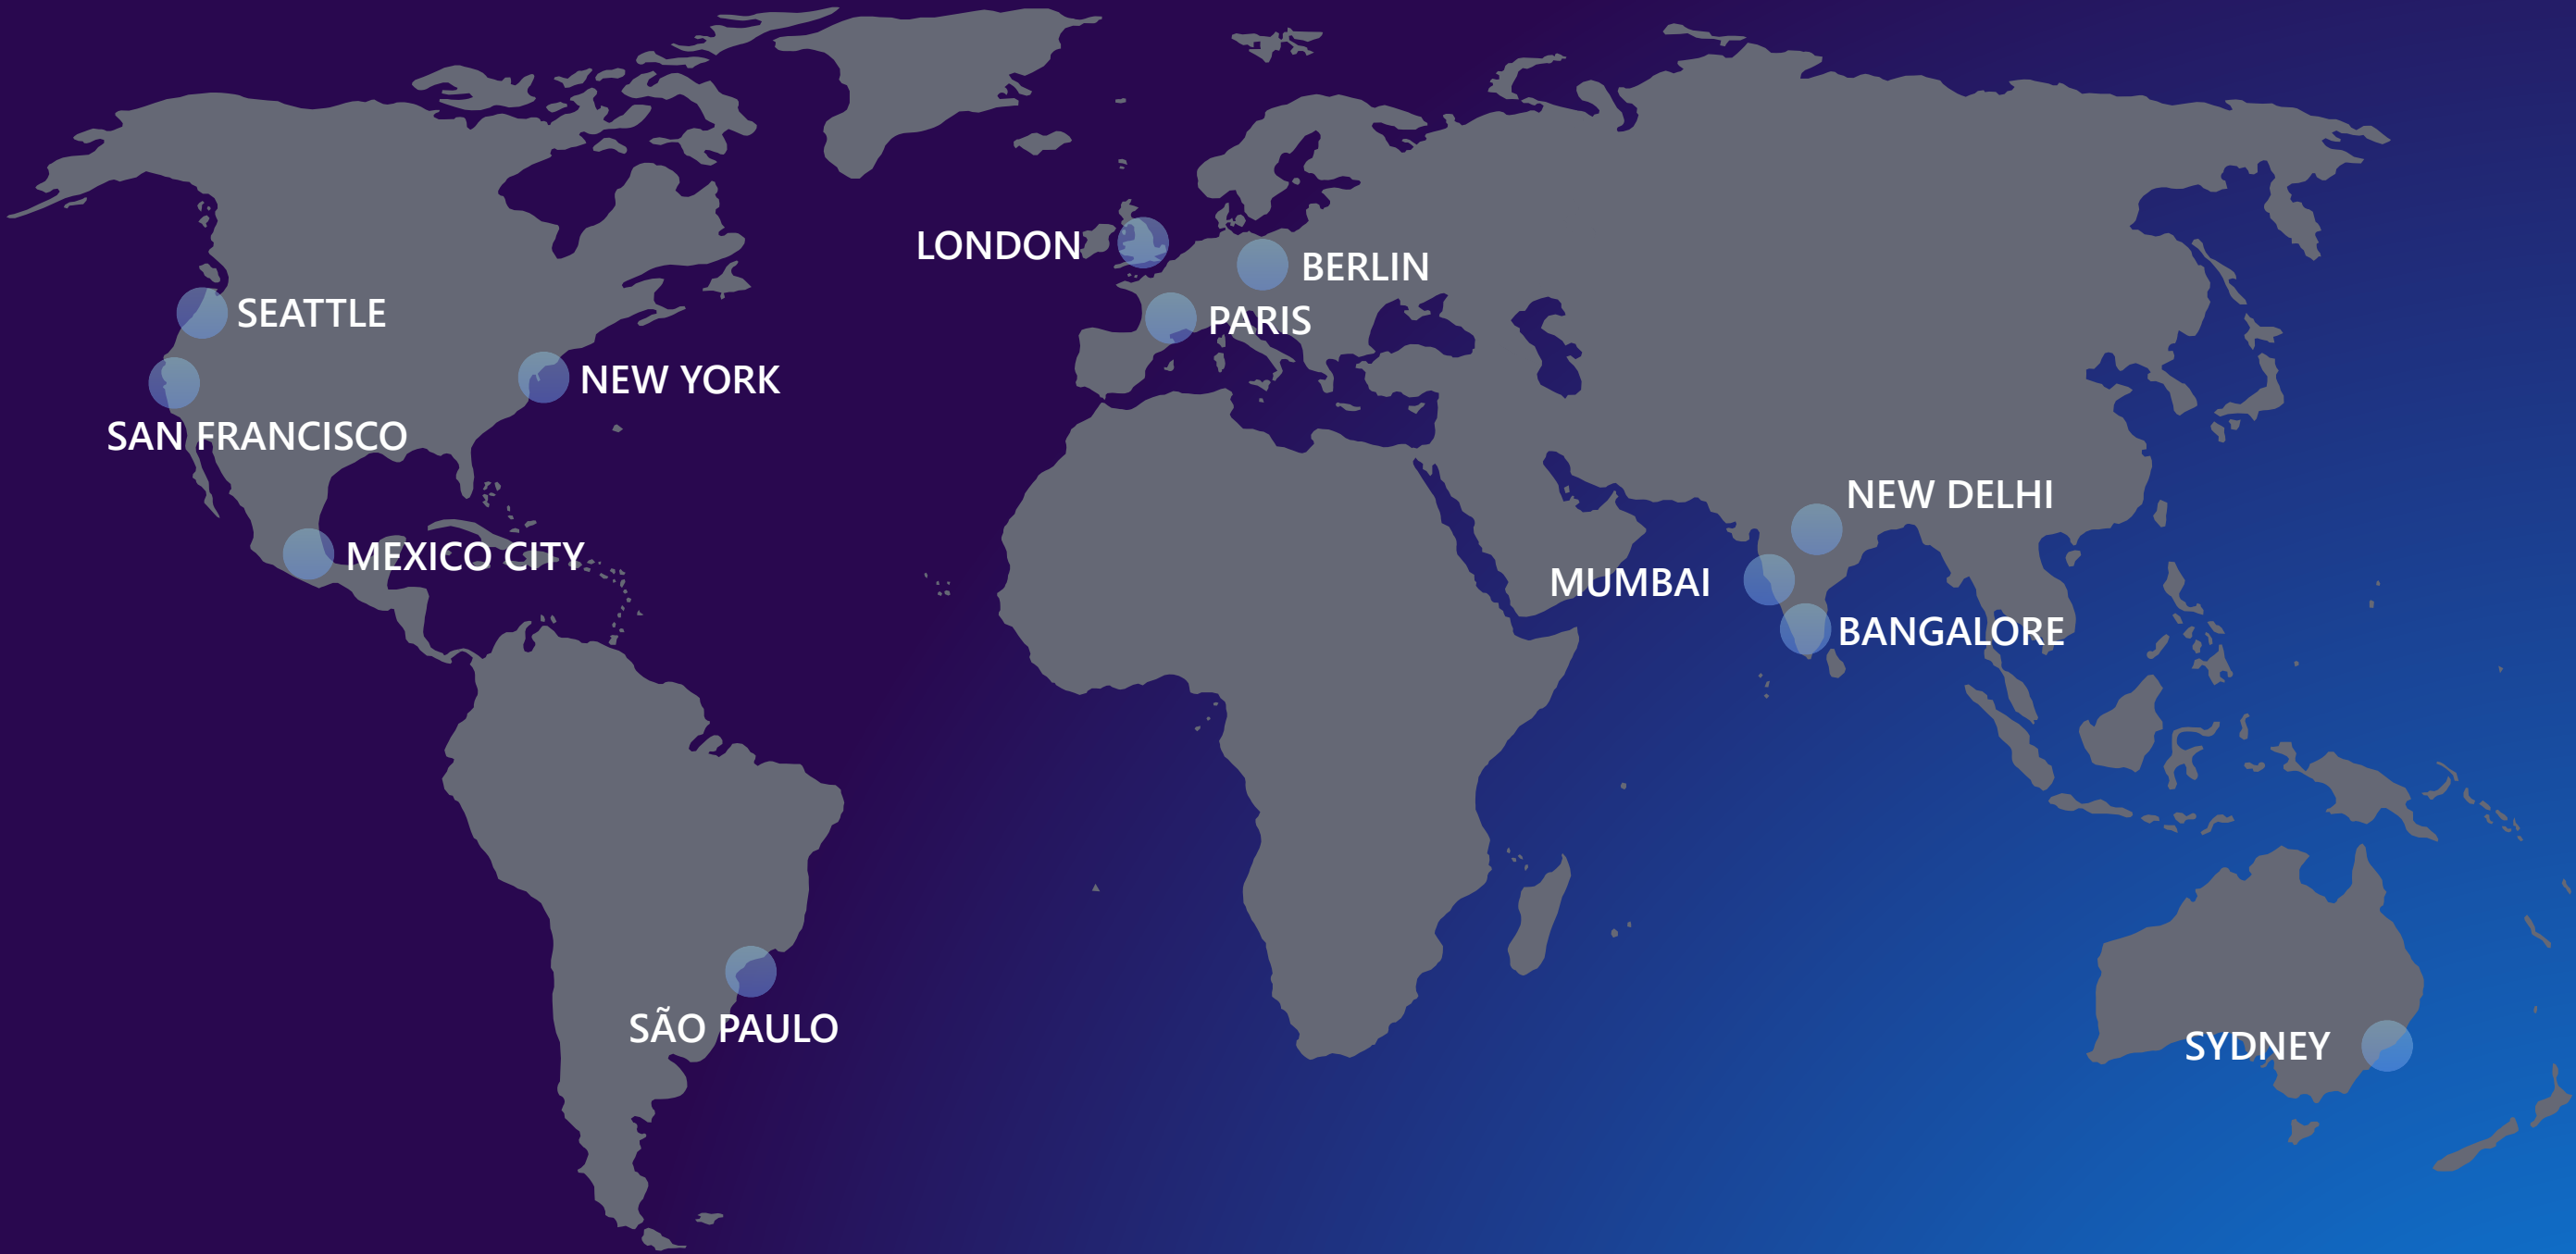 LONDON
BERLIN
SEATTLE
PARIS
NEW YORK
SAN FRANCISCO
NEW DELHI
MEXICO CITY
MUMBAI
BANGALORE
SÃO PAULO
SYDNEY